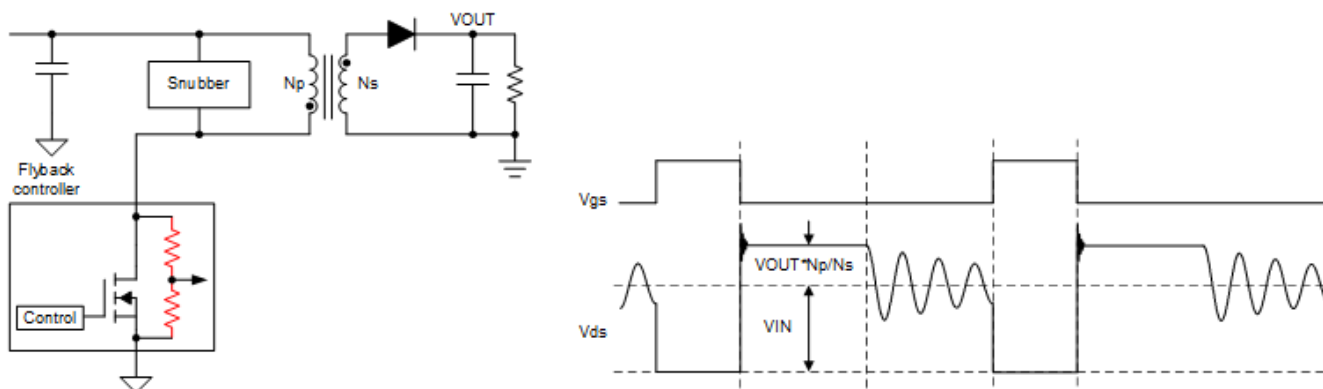 VOUT
Snubber
Np
Ns
Flyback
controller
Control
Vgs
VOUT*Np/Ns
VIN
Vds